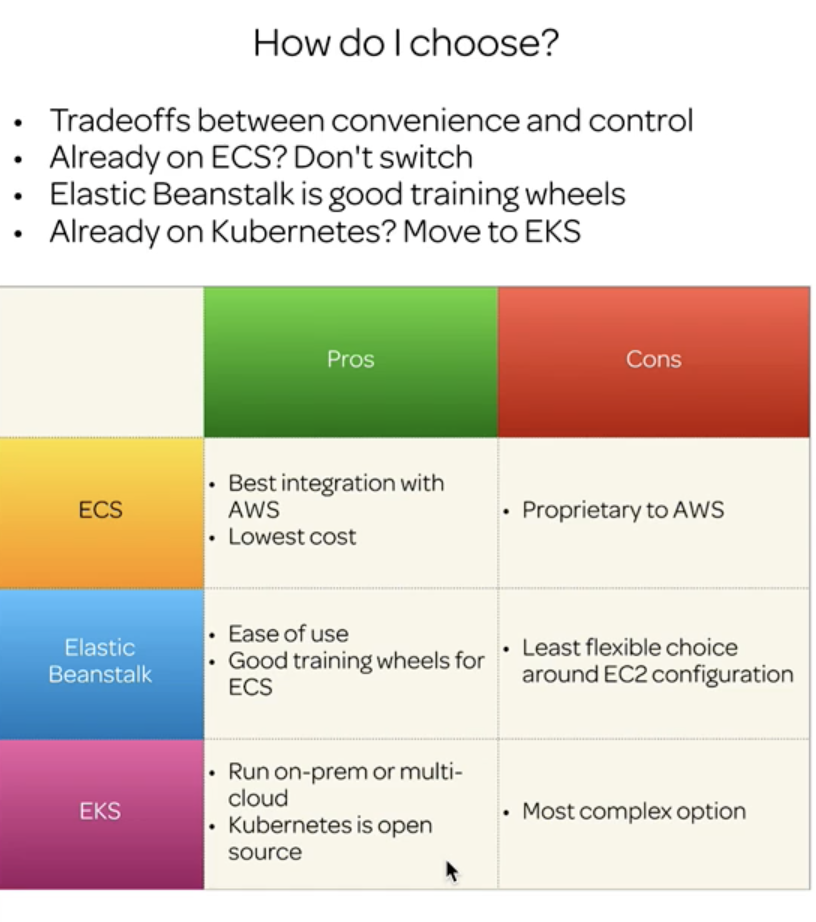 How do I choose?
• Tradeoffs between convenience and control
• Already on ECS? Don't switch
• Elastic Beanstalk is good training wheels
• Already on Kubernetes? Move to EKS
Pros
Cons
ECS
• Best integration with
AWS
• Lowest cost
• Proprietary to AWS
Elastic
Beanstalk
• Ease of use
• Good training wheels for
ECS
• Least flexible choice
around EC2 configuration
EKS
• Run on-prem or multi-
cloud
• Kubernetes is open
source
• Most complex option